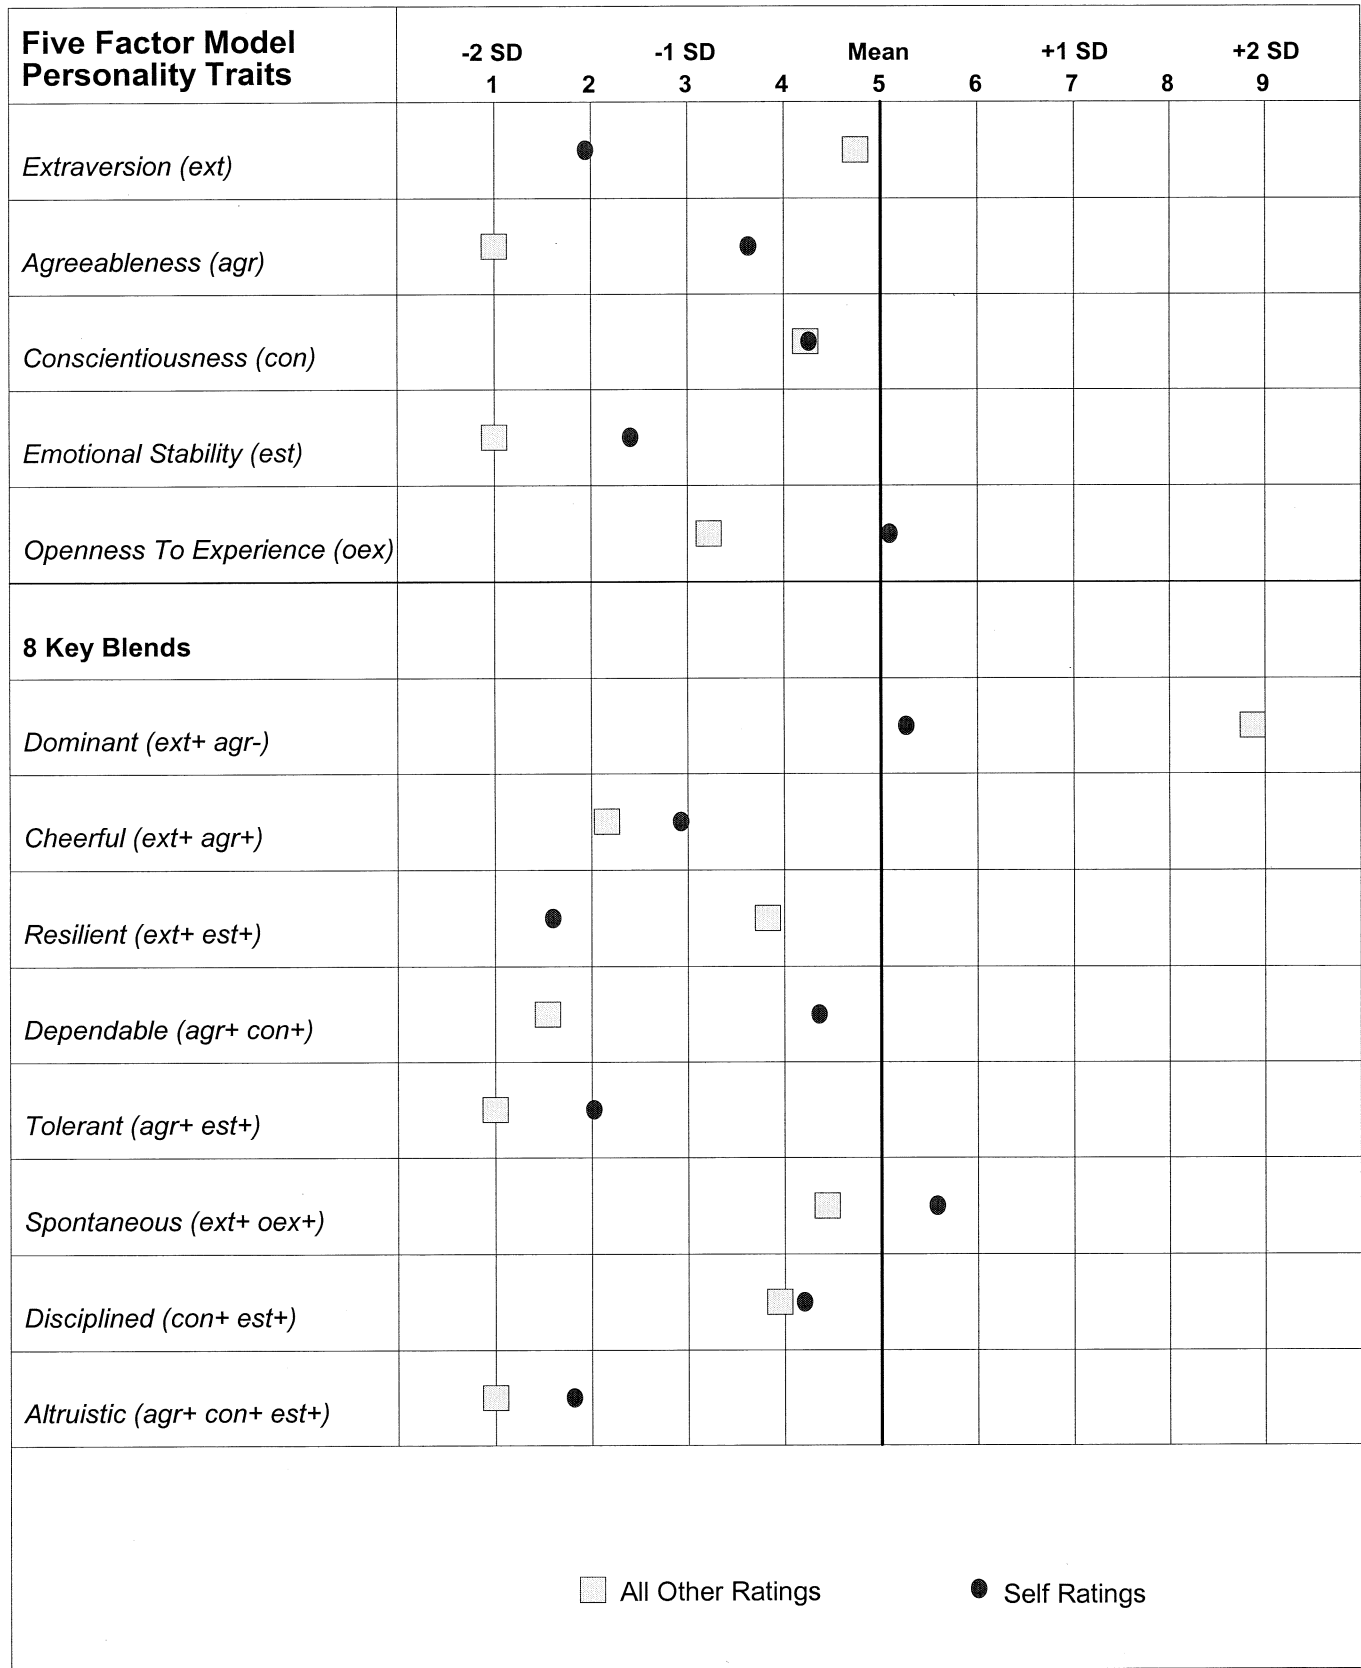 Five Factor Model
Personality Traits
-2 SD -1 SD Mean +1 SD +2 SD
1 2 3 4 5 6 7 8 9
Extraversion (ext)
Agreeableness (agr)
Conscientiousness (con)
Emotional Stability (est)
Openness To Experience (oex)
8 Key Blends
Dominant (ext+ agr-)
Cheerful (ext+ agr+)
Resilient (ext+ est+)
Dependable (agr+ con+)
Tolerant (agr+ est+)
Spontaneous (ext+ oex+)
Disciplined (con+ est+)
Altruistic (agr+ con+ est+)
All Other Ratings Self Ratings